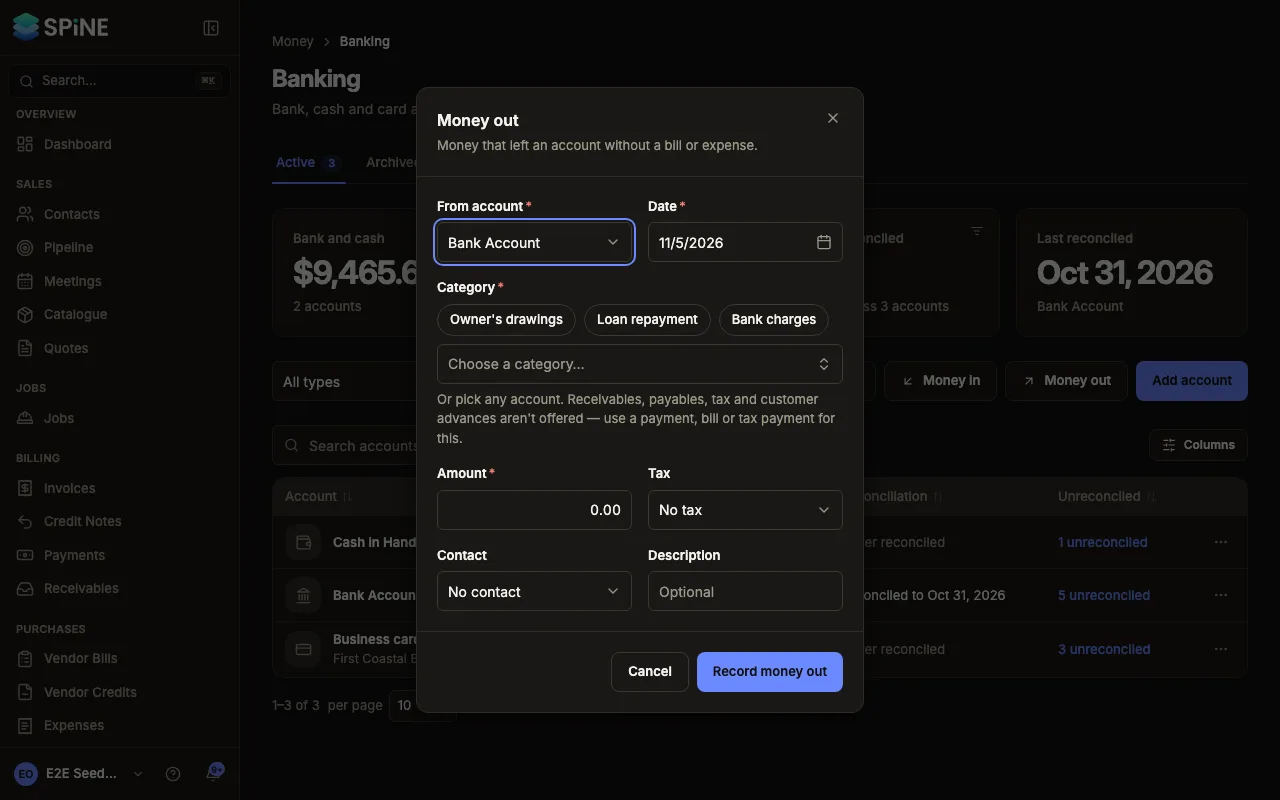 SPiNE
Search...
⌘K
OVERVIEW
Dashboard
SALES
Contacts
Pipeline
Meetings
Catalogue
Quotes
JOBS
Jobs
BILLING
Invoices
Credit Notes
Payments
Receivables
PURCHASES
Vendor Bills
Vendor Credits
Expenses
EO
E2E Seed...
9+
Money
Banking
Banking
Bank, cash and card
Active 3
Archived
Bank and cash
$9,465.6
2 accounts
3 accounts
Last reconciled
Oct 31, 2026
Bank Account
All types
Money in
Money out
Add account
Search accounts
Columns
Account
Unreconciled
Cash in Hand
reconciled
1 unreconciled
Bank Account
to Oct 31, 2026
5 unreconciled
Business
First Coastal
reconciled
3 unreconciled
1–3 of 3
per page
10
Money out
Money that left an account without a bill or expense.
From account *
Date *
Bank Account
11/5/2026
Category *
Owner's drawings
Loan repayment
Bank charges
Choose a category...
Or pick any account. Receivables, payables, tax and customer
advances aren't offered — use a payment, bill or tax payment for
this.
Amount *
Tax
0.00
No tax
Contact
Description
No contact
Optional
Cancel
Record money out